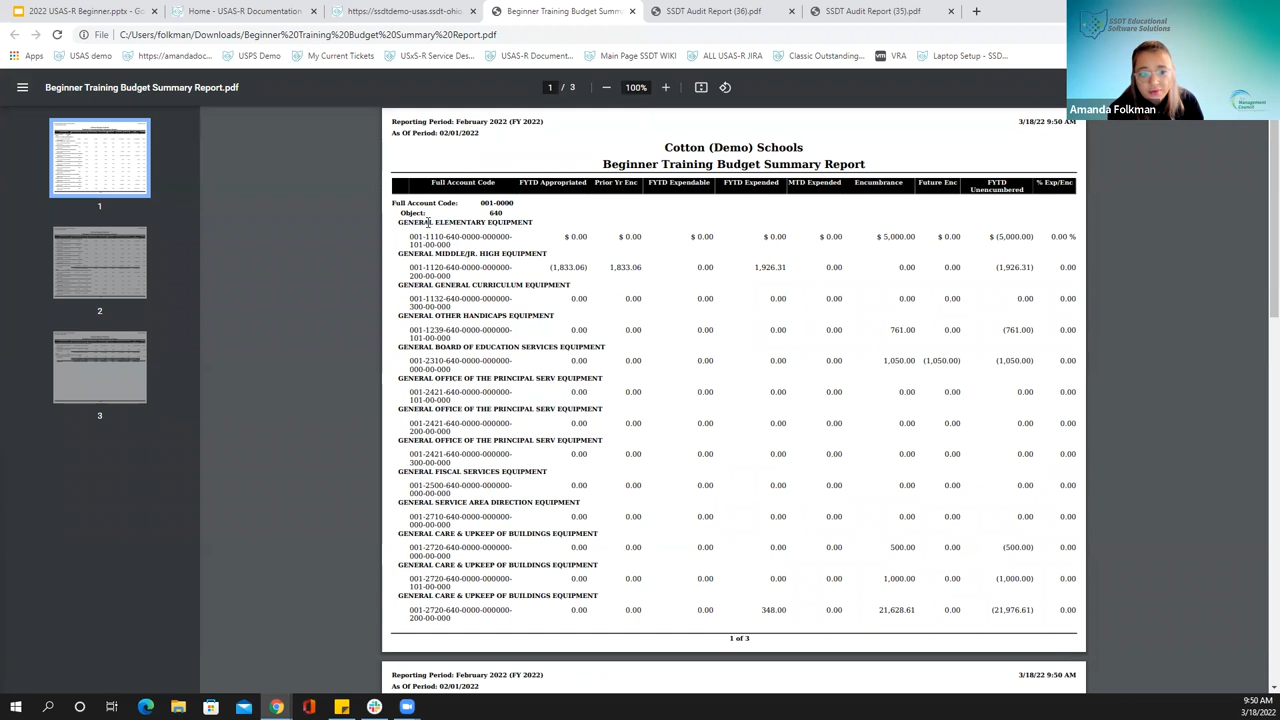 2022 USAS-R Beginner.pptx - Go
Home - USAS-R Documentation
https://ssdtdemo-usas.ssdt-ohio
Beginner Training Budget Summ
SSDT Audit Report (36).pdf
SSDT Audit Report (35).pdf
File C:/Users/folkman/Downloads/Beginner%20Training%20Budget%20Summary%20Report.pdf
Apps USAS demo https://amandadoc... USPS Demo My Current Tickets USxS-R Service Des... USAS-R Document... Main Page SSDT WIKI ALL USAS-R JIRA Classic Outstanding... VRA Laptop Setup - SSD...
SSDT Educational
Software Solutions
Management
Council
Amanda Folkman
Beginner Training Budget Summary Report.pdf 1 / 3 100%
1
2
3
Reporting Period: February 2022 (FY 2022) 3/18/22 9:50 AM
As Of Period: 02/01/2022
Cotton (Demo) Schools
Beginner Training Budget Summary Report
Full Account Code FYTD Appropriated Prior Yr Enc FYTD Expendable FYTD Expended MTD Expended Encumbrance Future Enc FYTD Unencumbered % Exp/Enc
Full Account Code: 001-0000
Object: 640
GENERAL ELEMENTARY EQUIPMENT
001-1110-640-0000-000000- $ 0.00 $ 0.00 $ 0.00 $ 0.00 $ 0.00 $ 5,000.00 $ 0.00 $ (5,000.00) 0.00 %
101-00-000
GENERAL MIDDLE/JR. HIGH EQUIPMENT
001-1120-640-0000-000000- (1,833.06) 1,833.06 0.00 1,926.31 0.00 0.00 0.00 (1,926.31) 0.00
200-00-000
GENERAL GENERAL CURRICULUM EQUIPMENT
001-1132-640-0000-000000- 0.00 0.00 0.00 0.00 0.00 0.00 0.00 0.00 0.00
300-00-000
GENERAL OTHER HANDICAPS EQUIPMENT
001-1239-640-0000-000000- 0.00 0.00 0.00 0.00 0.00 761.00 0.00 (761.00) 0.00
101-00-000
GENERAL BOARD OF EDUCATION SERVICES EQUIPMENT
001-2310-640-0000-000000- 0.00 0.00 0.00 0.00 0.00 1,050.00 (1,050.00) (1,050.00) 0.00
000-00-000
GENERAL OFFICE OF THE PRINCIPAL SERV EQUIPMENT
001-2421-640-0000-000000- 0.00 0.00 0.00 0.00 0.00 0.00 0.00 0.00 0.00
101-00-000
GENERAL OFFICE OF THE PRINCIPAL SERV EQUIPMENT
001-2421-640-0000-000000- 0.00 0.00 0.00 0.00 0.00 0.00 0.00 0.00 0.00
200-00-000
GENERAL OFFICE OF THE PRINCIPAL SERV EQUIPMENT
001-2421-640-0000-000000- 0.00 0.00 0.00 0.00 0.00 0.00 0.00 0.00 0.00
300-00-000
GENERAL FISCAL SERVICES EQUIPMENT
001-2500-640-0000-000000- 0.00 0.00 0.00 0.00 0.00 0.00 0.00 0.00 0.00
000-00-000
GENERAL SERVICE AREA DIRECTION EQUIPMENT
001-2710-640-0000-000000- 0.00 0.00 0.00 0.00 0.00 0.00 0.00 0.00 0.00
000-00-000
GENERAL CARE & UPKEEP OF BUILDINGS EQUIPMENT
001-2720-640-0000-000000- 0.00 0.00 0.00 0.00 0.00 500.00 0.00 (500.00) 0.00
000-00-000
GENERAL CARE & UPKEEP OF BUILDINGS EQUIPMENT
001-2720-640-0000-000000- 0.00 0.00 0.00 0.00 0.00 1,000.00 0.00 (1,000.00) 0.00
101-00-000
GENERAL CARE & UPKEEP OF BUILDINGS EQUIPMENT
001-2720-640-0000-000000- 0.00 0.00 0.00 348.00 0.00 21,628.61 0.00 (21,976.61) 0.00
200-00-000
1 of 3
Reporting Period: February 2022 (FY 2022) 3/18/22 9:50 AM
As Of Period: 02/01/2022
9:50 AM
3/18/2022